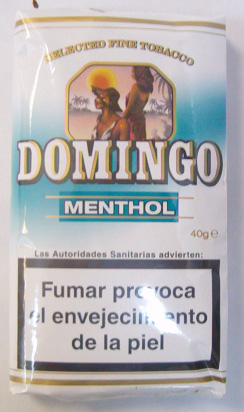 SELECTED FINE TOBACCO
DOMINGO
MENTHOL
40g℮
Las Autoridades Sanitarias advierten:
Fumar provoca
el envejecimiento
de la piel